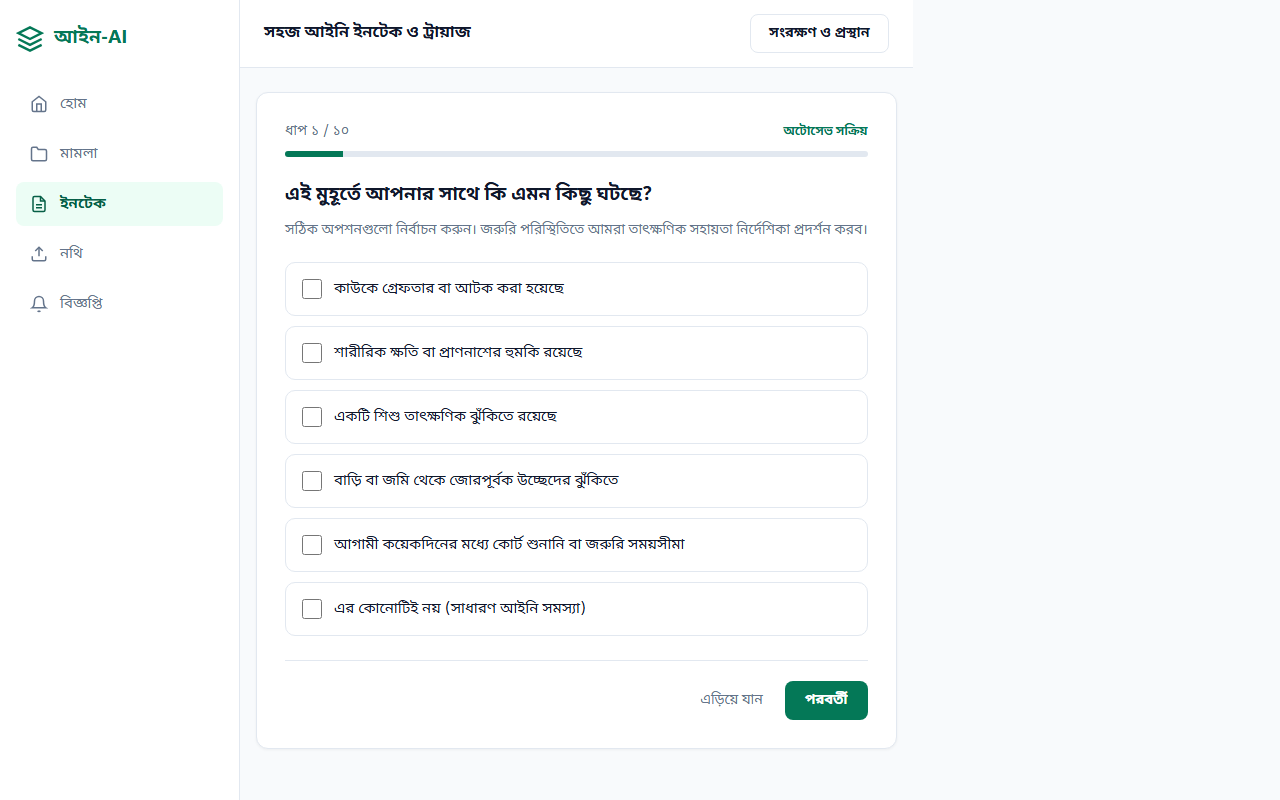 আইন-AI
হোম
মামলা
ইনটেক
নথি
বিজ্ঞপ্তি
সহজ আইনি ইনটেক ও ট্রায়াজ
সংরক্ষণ ও প্রস্থান
ধাপ ১ / ১০
অটোসেভ সক্রিয়
এই মুহূর্তে আপনার সাথে কি এমন কিছু ঘটছে?
সঠিক অপশনগুলো নির্বাচন করুন। জরুরি পরিস্থিতিতে আমরা তাৎক্ষণিক সহায়তা নির্দেশিকা প্রদর্শন করব।
কাউকে গ্রেফতার বা আটক করা হয়েছে
শারীরিক ক্ষতি বা প্রাণনাশের হুমকি রয়েছে
একটি শিশু তাৎক্ষণিক ঝুঁকিতে রয়েছে
বাড়ি বা জমি থেকে জোরপূর্বক উচ্ছেদের ঝুঁকিতে
আগামী কয়েকদিনের মধ্যে কোর্ট শুনানি বা জরুরি সময়সীমা
এর কোনোটিই নয় (সাধারণ আইনি সমস্যা)
এড়িয়ে যান
পরবর্তী